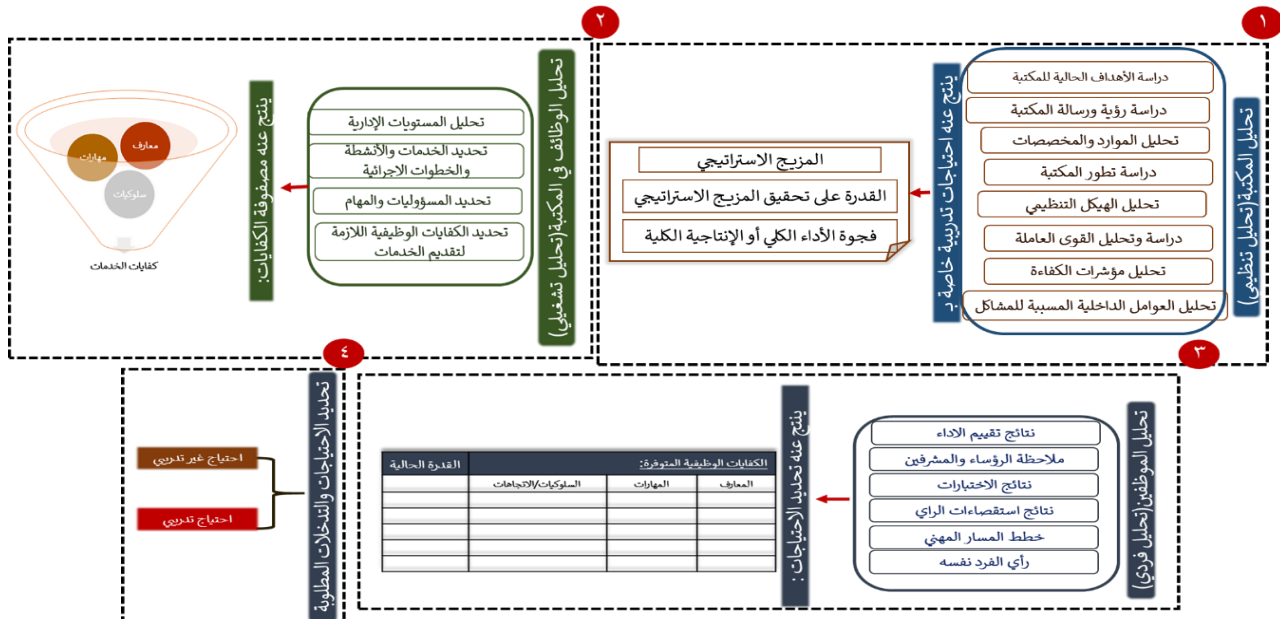 ١
تحليل المكتبة(تحليل تنظيمي)
دراسة الأهداف الحالية للمكتبة
دراسة رؤية ورسالة المكتبة
تحليل الموارد والمخصصات
دراسة تطور المكتبة
تحليل الهيكل التنظيمي
دراسة وتحليل القوى العاملة
تحليل مؤشرات الكفاءة
تحليل العوامل الداخلية المسببة للمشاكل
ينتج عنه احتياجات تدريبية خاصة بـ
المزيج الاستراتيجي
القدرة على تحقيق المزيج الاستراتيجي
فجوة الأداء الكلي أو الإنتاجية الكلية
٢
تحليل الوظائف في المكتبة(تحليل تشغيلي)
تحليل المستويات الإدارية
تحديد الخدمات والأنشطة
والخطوات الاجرائية
تحديد المسؤوليات والمهام
تحديد الكفايات الوظيفية اللازمة
لتقديم الخدمات
ينتج عنه مصفوفة الكفايات:
معارف
مهارات
سلوكيات
كفايات الخدمات
٣
تحليل الموظفين(تحليل فردي)
نتائج تقييم الاداء
ملاحظة الرؤساء والمشرفين
نتائج الاختبارات
نتائج استقصاءات الراي
خطط المسار المهني
رأي الفرد نفسه
ينتج عنه تحديد الاحتياجات :
الكفايات الوظيفية المتوفرة: القدرة الحالية
المعارف المهارات السلوكيات/الاتجاهات
٤
تحديد الاحتياجات والتدخلات المطلوبة
احتياج غير تدريبي
احتياج تدريبي